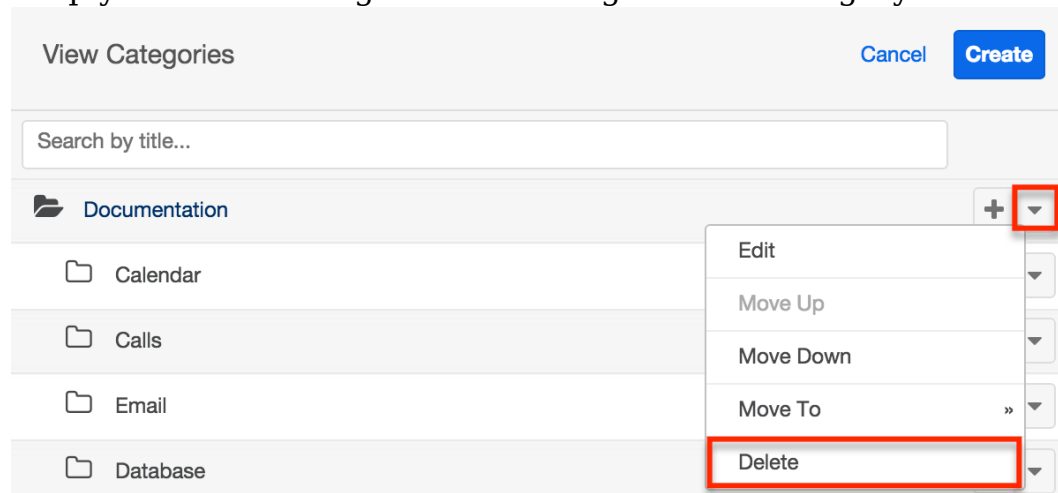 View Categories
Cancel
Create
Search by title...
Documentation
Edit
Calendar
Move Up
Calls
Move Down
Email
Move To »
Database
Delete